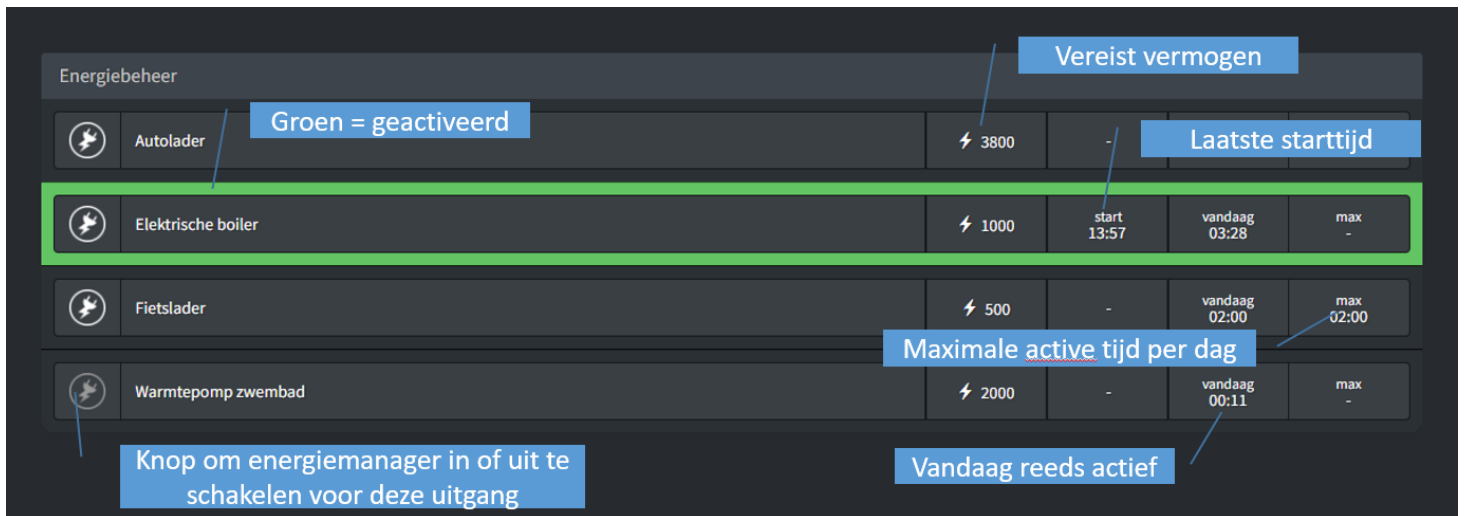 Vereist vermogen
Energiebeheer
Groen = geactiveerd
Autolader
3800
-
Laatste starttijd
Elektrische boiler
1000
start
13:57
vandaag
03:28
max
-
Fietslader
500
-
vandaag
02:00
max
02:00
Maximale active tijd per dag
Warmtepomp zwembad
2000
-
vandaag
00:11
max
-
Knop om energiemanager in of uit te
schakelen voor deze uitgang
Vandaag reeds actief